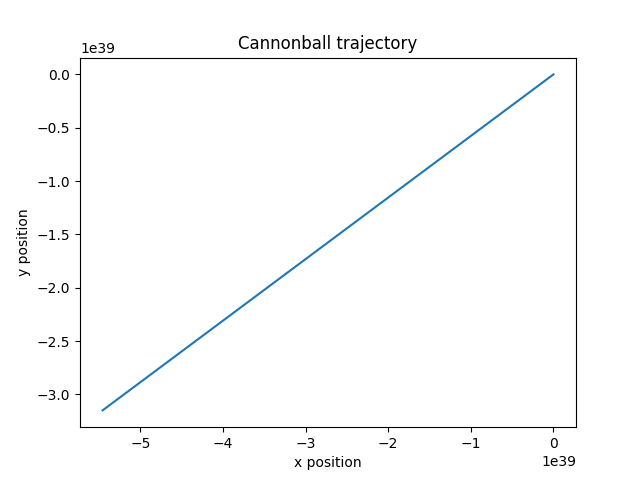 Cannonball trajectory
1e39
0.0
−0.5
−1.0
−1.5
−2.0
−2.5
−3.0
y position
−5 −4 −3 −2 −1 0
1e39
x position